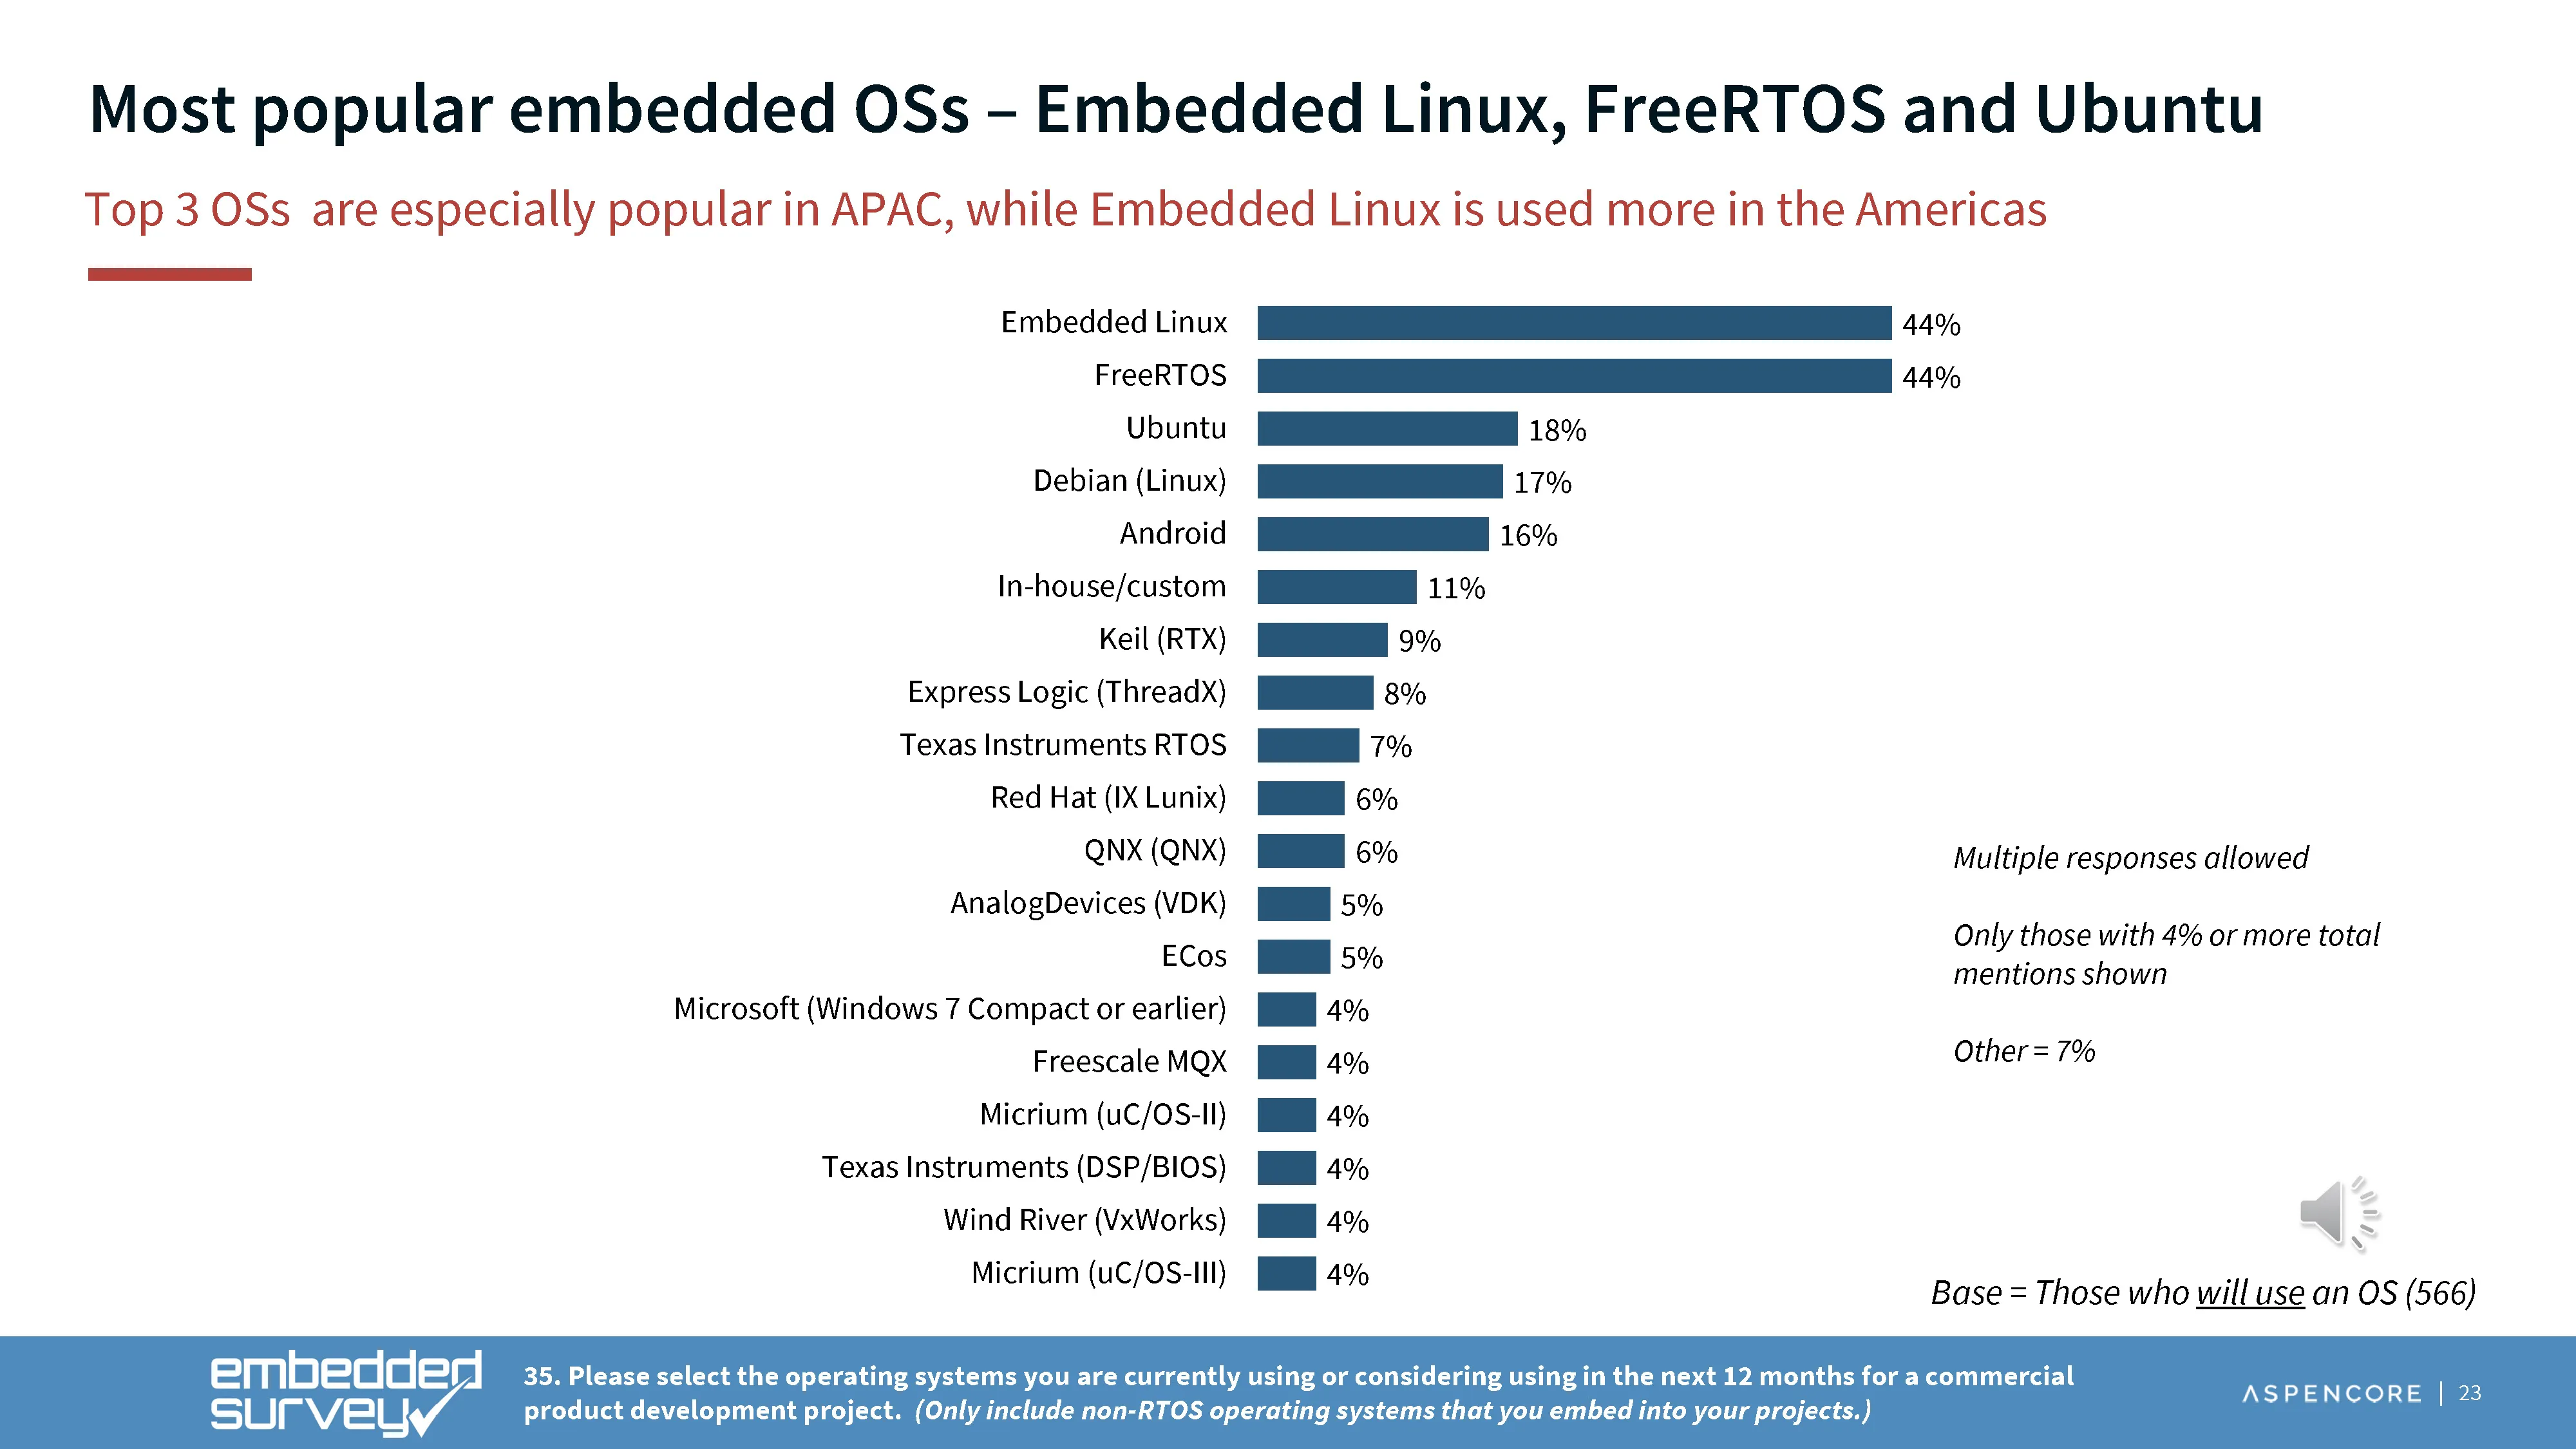 Most popular embedded OSs – Embedded Linux, FreeRTOS and Ubuntu
Top 3 OSs are especially popular in APAC, while Embedded Linux is used more in the Americas
Embedded Linux 44%
FreeRTOS 44%
Ubuntu 18%
Debian (Linux) 17%
Android 16%
In-house/custom 11%
Keil (RTX) 9%
Express Logic (ThreadX) 8%
Texas Instruments RTOS 7%
Red Hat (IX Lunix) 6%
QNX (QNX) 6%
AnalogDevices (VDK) 5%
ECos 5%
Microsoft (Windows 7 Compact or earlier) 4%
Freescale MQX 4%
Micrium (uC/OS-II) 4%
Texas Instruments (DSP/BIOS) 4%
Wind River (VxWorks) 4%
Micrium (uC/OS-III) 4%
Multiple responses allowed
Only those with 4% or more total
mentions shown
Other = 7%
Base = Those who will use an OS (566)
embedded
survey
35. Please select the operating systems you are currently using or considering using in the next 12 months for a commercial
product development project. (Only include non-RTOS operating systems that you embed into your projects.)
ASPENCORE | 23